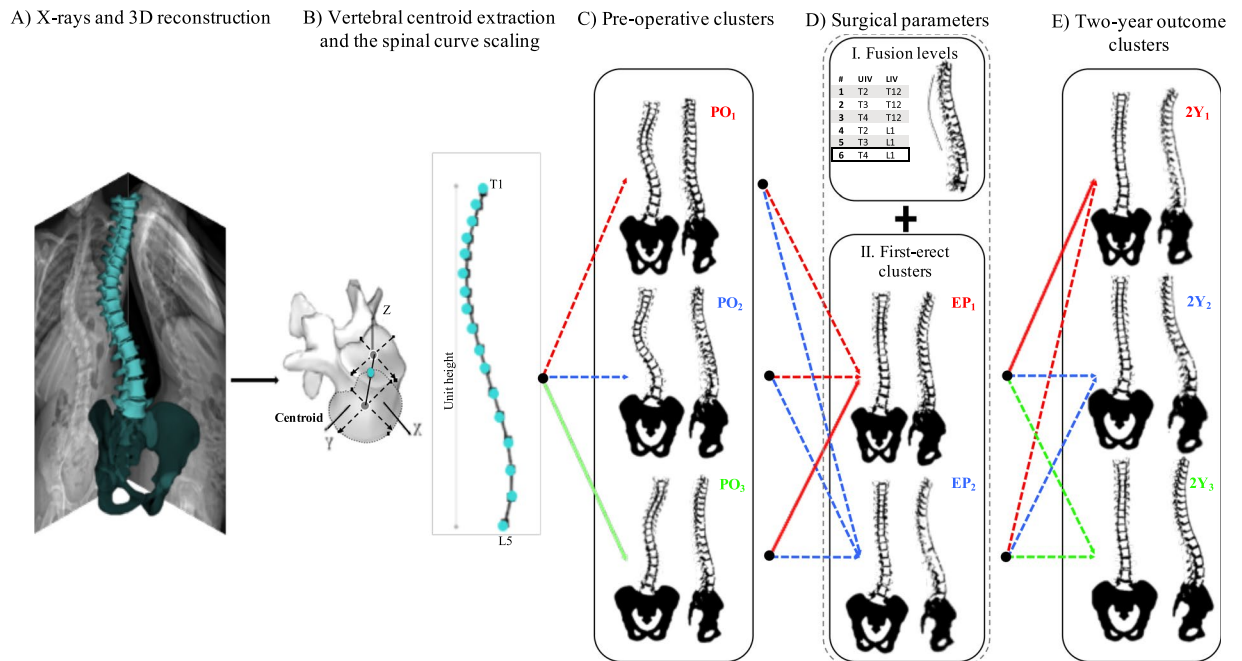 A) X-rays and 3D reconstruction
B) Vertebral centroid extraction
and the spinal curve scaling
T1
Z
Unit height
Centroid
Y
X
L5
C) Pre-operative clusters
PO1
PO2
PO3
D) Surgical parameters
I. Fusion levels
# UIV LIV
1 T2 T12
2 T3 T12
3 T4 T12
4 T2 L1
5 T3 L1
6 T4 L1
+
II. First-erect
clusters
EP1
EP2
E) Two-year outcome
clusters
2Y1
2Y2
2Y3